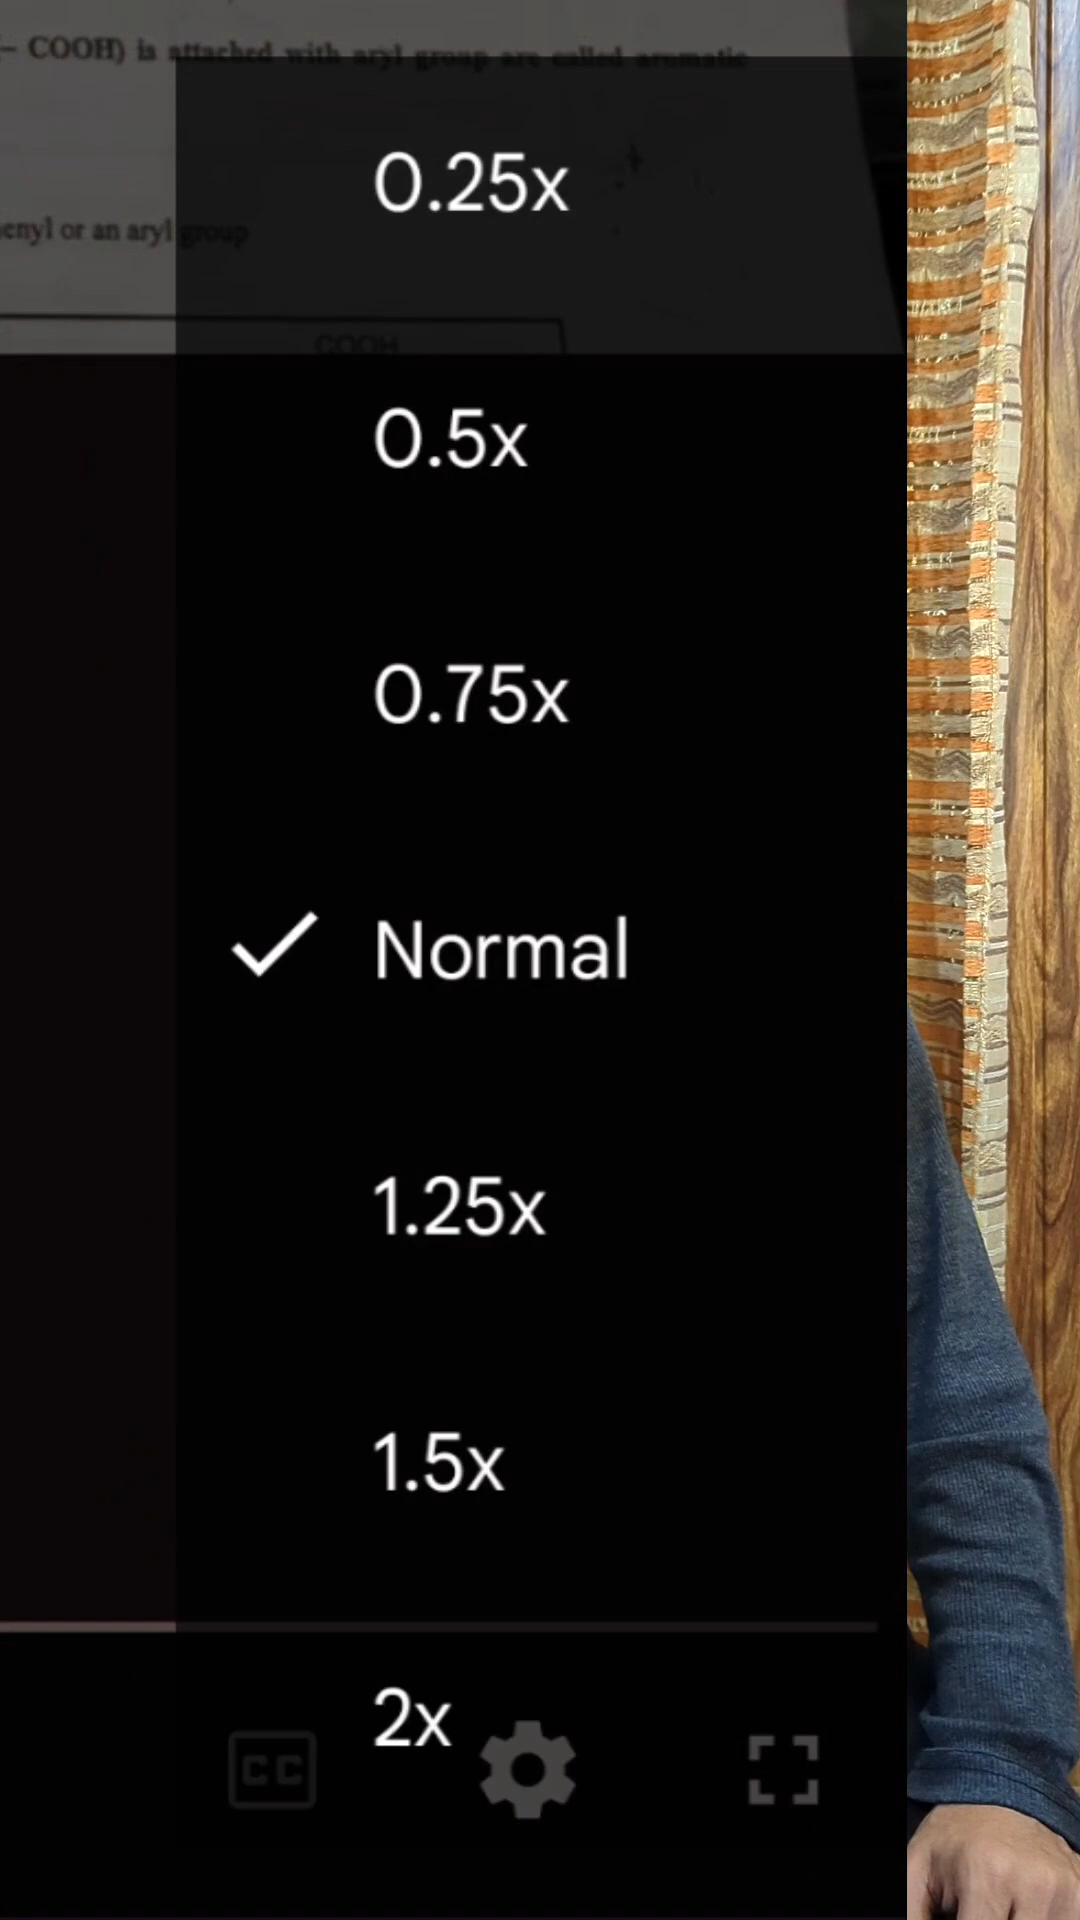 – COOH) is attached with aryl group are called aromatic
0.25x
enyl or an aryl group
COOH
0.5x
0.75x
Normal
1.25x
1.5x
2x
CC